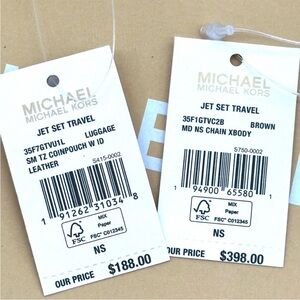 MICHAEL
MICHAEL KORS
JET SET TRAVEL
35F7GTVU1L LUGGAGE
SM TZ COINPOUCH W ID
LEATHER
S415-0002
1 91262 31034 8
FSC
MIX
Paper
FSC® C012345
NS
OUR PRICE $188.00
MICHAEL
MICHAEL KORS
JET SET TRAVEL
35F1GTVC2B BROWN
MD NS CHAIN XBODY
S750-0002
1 94900 65580 1
FSC
MIX
Paper
FSC® C012345
NS
OUR PRICE $398.00